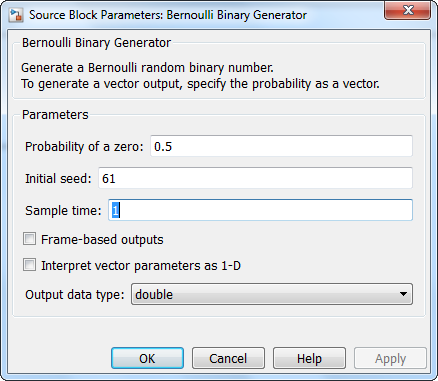 Source Block Parameters: Bernoulli Binary Generator
Bernoulli Binary Generator
Generate a Bernoulli random binary number.
To generate a vector output, specify the probability as a vector.
Parameters
Probability of a zero: 0.5
Initial seed: 61
Sample time: 1
Frame-based outputs
Interpret vector parameters as 1-D
Output data type: double
OK Cancel Help Apply